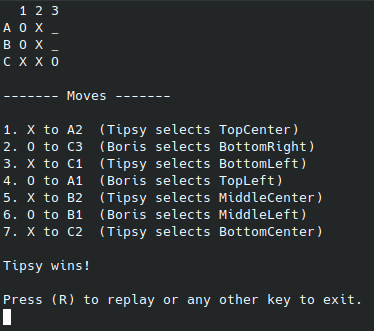 1 2 3
A O X _
B O X _
C X X O
------- Moves -------
1. X to A2  (Tipsy selects TopCenter)
2. O to C3  (Boris selects BottomRight)
3. X to C1  (Tipsy selects BottomLeft)
4. O to A1  (Boris selects TopLeft)
5. X to B2  (Tipsy selects MiddleCenter)
6. O to B1  (Boris selects MiddleLeft)
7. X to C2  (Tipsy selects BottomCenter)
Tipsy wins!
Press (R) to replay or any other key to exit.